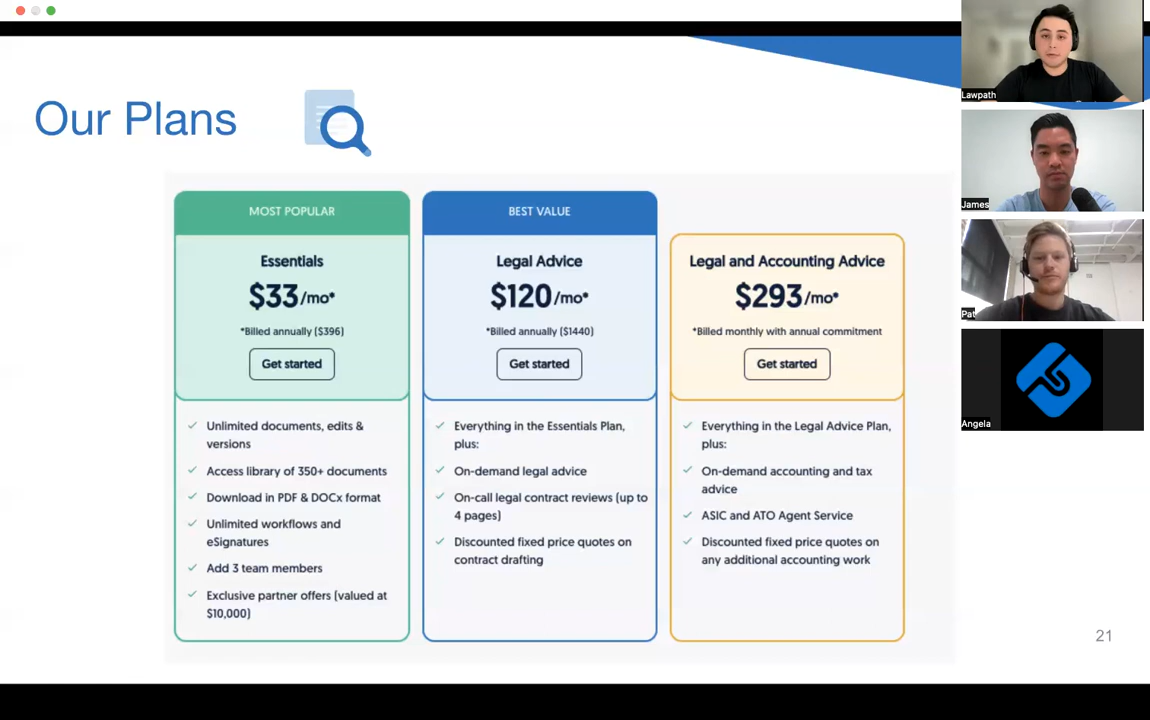 Our Plans
MOST POPULAR
Essentials
$33/mo*
*Billed annually ($396)
Get started
Unlimited documents, edits &
versions
Access library of 350+ documents
Download in PDF & DOCx format
Unlimited workflows and
eSignatures
Add 3 team members
Exclusive partner offers (valued at
$10,000)
BEST VALUE
Legal Advice
$120/mo*
*Billed annually ($1440)
Get started
Everything in the Essentials Plan,
plus:
On-demand legal advice
On-call legal contract reviews (up to
4 pages)
Discounted fixed price quotes on
contract drafting
Legal and Accounting Advice
$293/mo*
*Billed monthly with annual commitment
Get started
Everything in the Legal Advice Plan,
plus:
On-demand accounting and tax
advice
ASIC and ATO Agent Service
Discounted fixed price quotes on
any additional accounting work
21
Lawpath
James
Pat
Angela